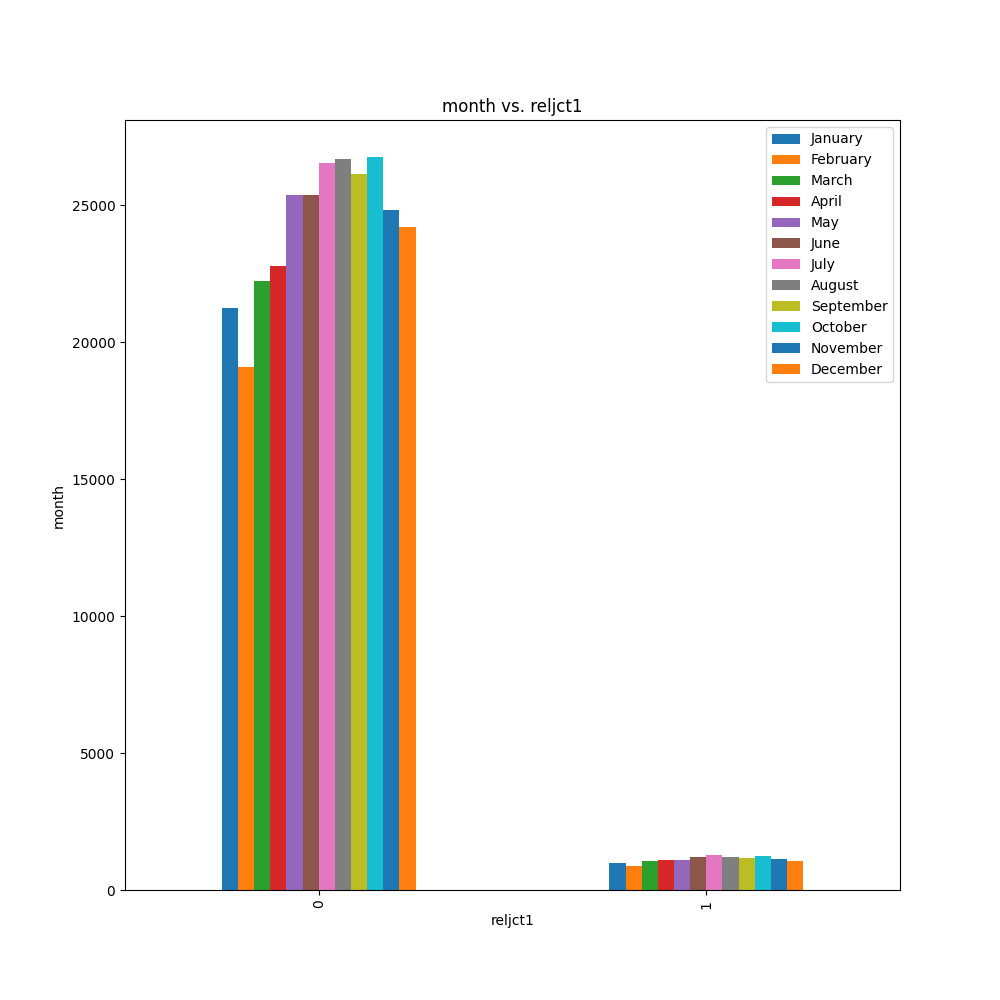 month vs. reljct1
January
February
March
April
May
June
July
August
September
October
November
December
25000
20000
15000
10000
5000
0
month
0
1
reljct1